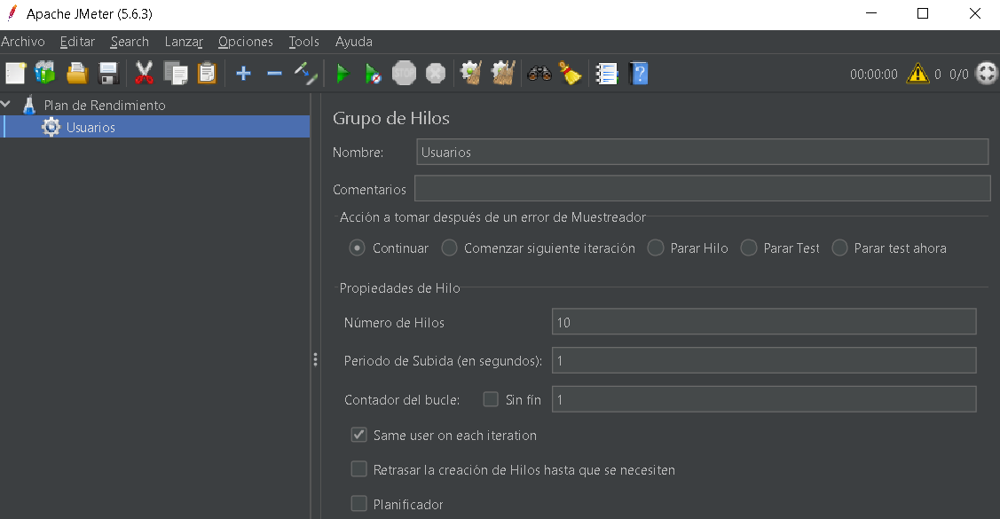 Apache JMeter (5.6.3)
Archivo Editar Search Lanzar Opciones Tools Ayuda
STOP
00:00:00 0 0/0
Plan de Rendimiento
Usuarios
Grupo de Hilos
Nombre: Usuarios
Comentarios
Acción a tomar después de un error de Muestreador
Continuar Comenzar siguiente iteración Parar Hilo Parar Test Parar test ahora
Propiedades de Hilo
Número de Hilos 10
Periodo de Subida (en segundos): 1
Contador del bucle: Sin fín 1
Same user on each iteration
Retrasar la creación de Hilos hasta que se necesiten
Planificador